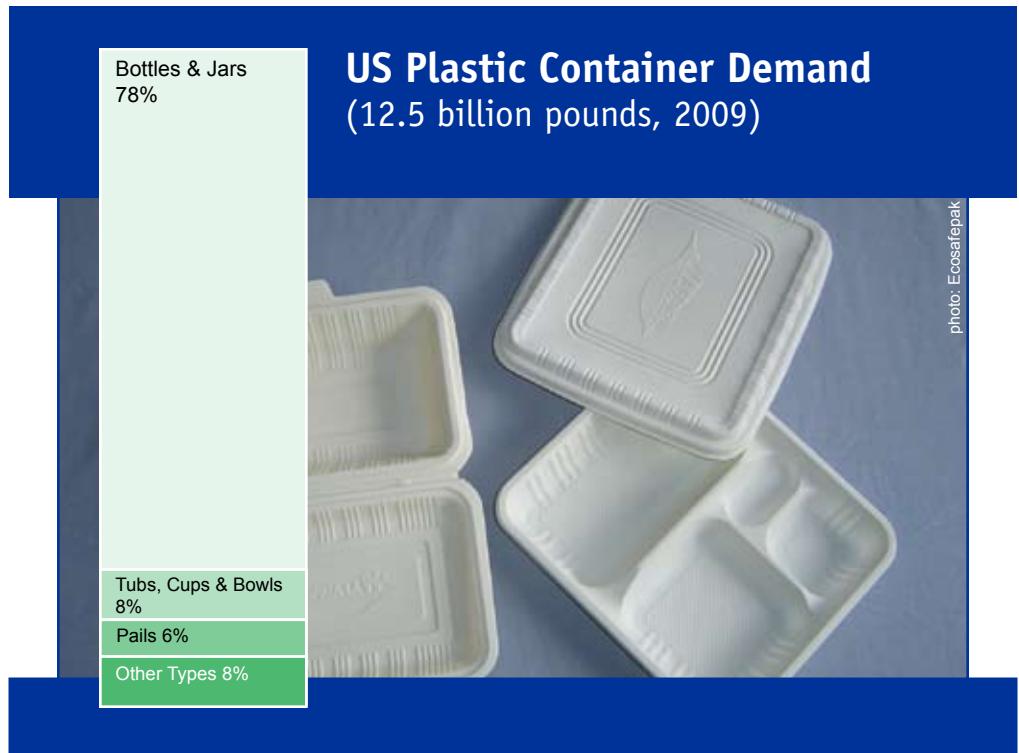 US Plastic Container Demand
(12.5 billion pounds, 2009)
Bottles & Jars
78%
Tubs, Cups & Bowls
8%
Pails 6%
Other Types 8%
photo: Ecosafepak